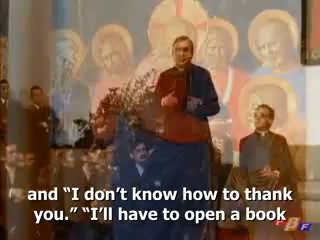 and “I don’t know how to thank
you.” “I’ll have to open a book